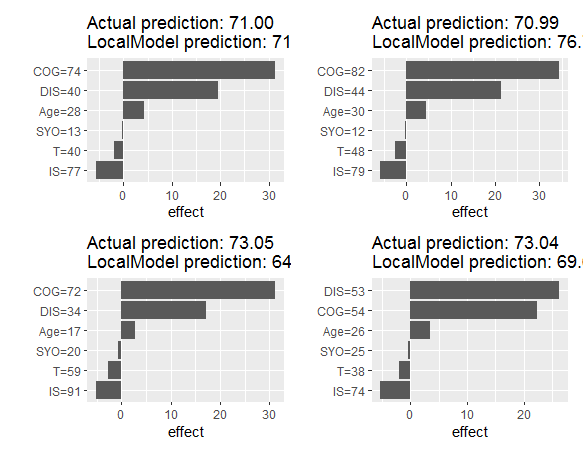 Actual prediction: 71.00
LocalModel prediction: 71
COG=74
DIS=40
Age=28
SYO=13
T=40
IS=77
0 10 20 30
effect
Actual prediction: 70.99
LocalModel prediction: 76.
COG=82
DIS=44
Age=30
SYO=12
T=48
IS=79
0 10 20 30
effect
Actual prediction: 73.05
LocalModel prediction: 64
COG=72
DIS=34
Age=17
SYO=20
T=59
IS=91
0 10 20 30
effect
Actual prediction: 73.04
LocalModel prediction: 69.
DIS=53
COG=54
Age=26
SYO=25
T=38
IS=74
0 10 20
effect